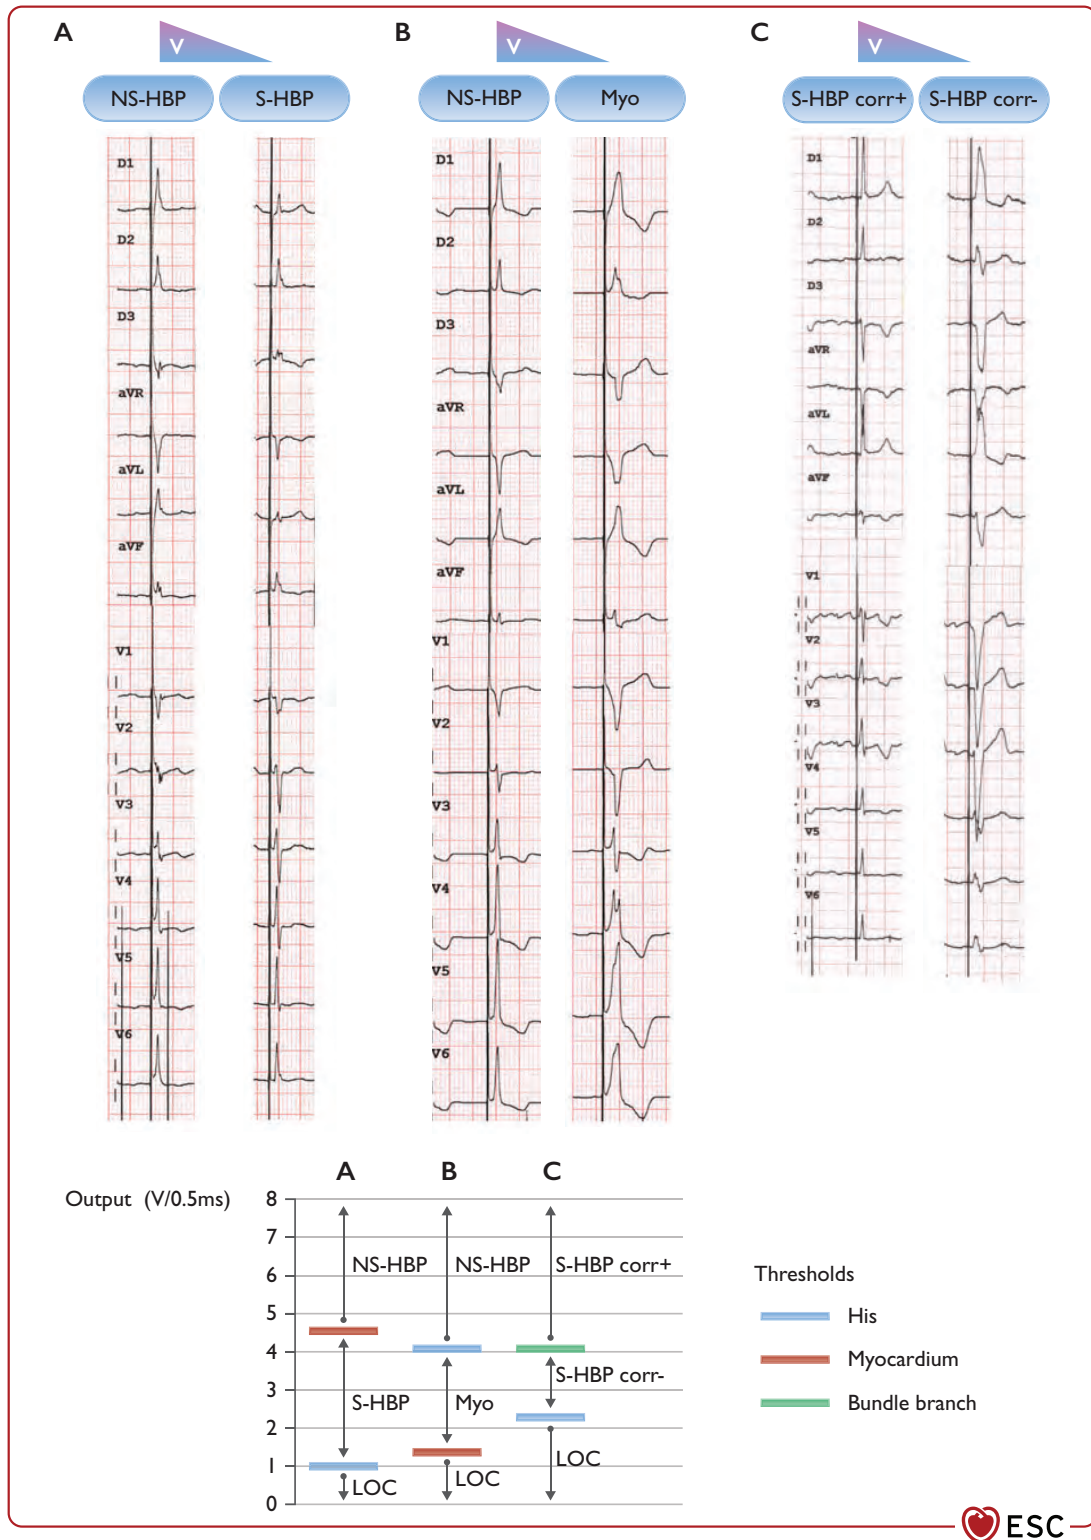 A
V
NS-HBP S-HBP
D1
D2
D3
aVR
aVL
aVF
V1
V2
V3
V4
V5
V6
B
V
NS-HBP Myo
D1
D2
D3
aVR
aVL
aVF
V1
V2
V3
V4
V5
V6
C
V
S-HBP corr+ S-HBP corr-
D1
D2
D3
aVR
aVL
aVF
V1
V2
V3
V4
V5
V6
A B C
Output (V/0.5ms)
8
7
6
5
4
3
2
1
0
NS-HBP NS-HBP S-HBP corr+
S-HBP corr-
S-HBP Myo
LOC
LOC LOC
Thresholds
His
Myocardium
Bundle branch
ESC